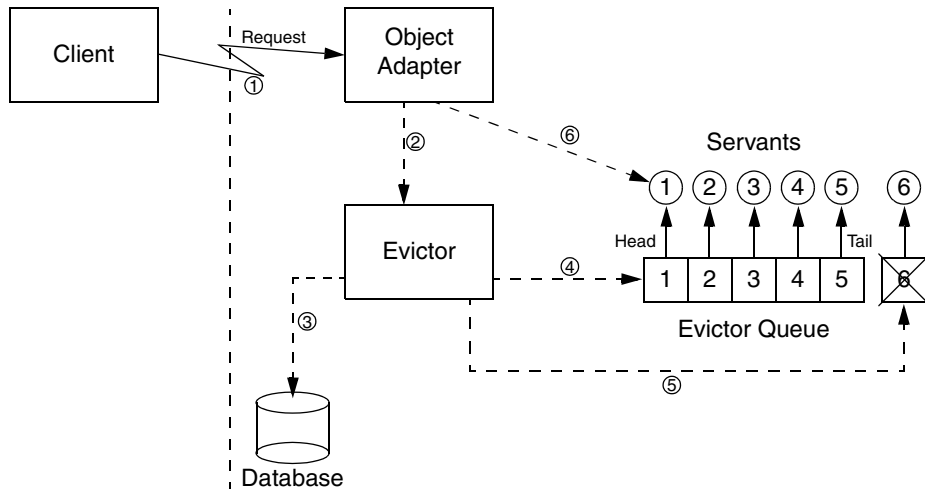 Client
Request
①
Object
Adapter
②
⑥
Servants
1 2 3 4 5 6
Evictor
Head
Tail
④
1 2 3 4 5 6
Evictor Queue
③
⑤
Database